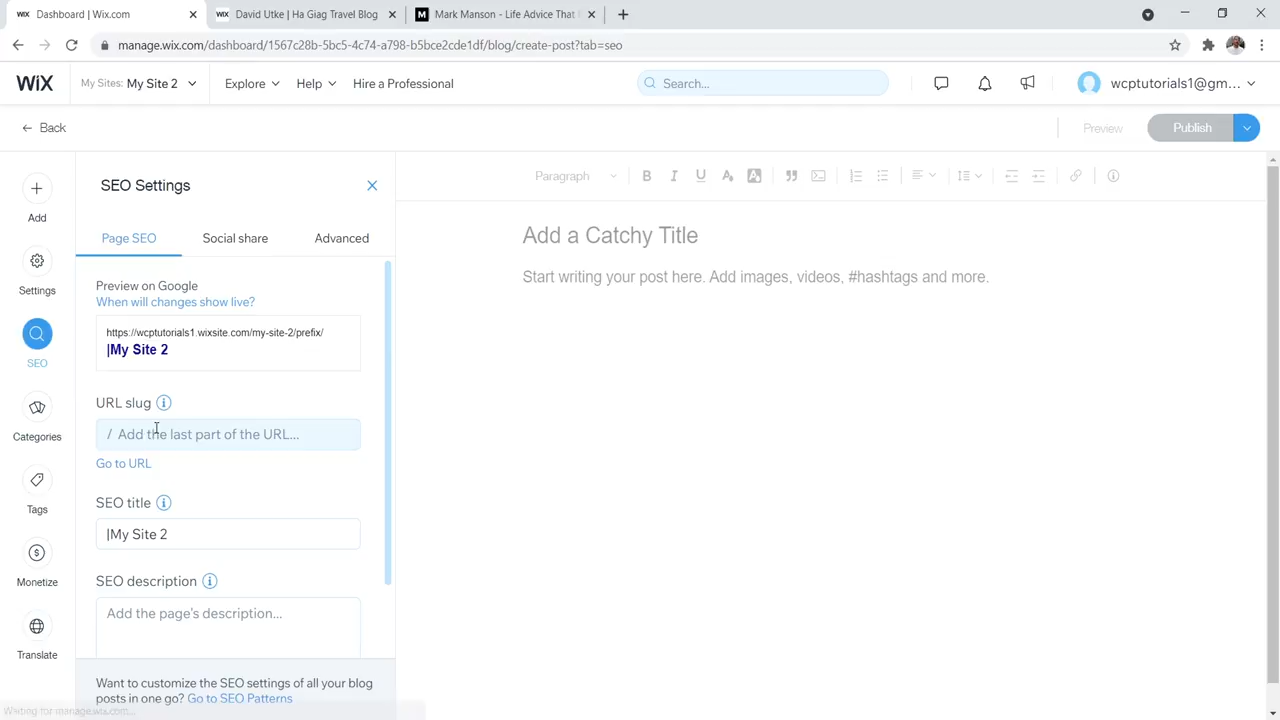 Dashboard | Wix.com
David Utke | Ha Giag Travel Blog
Mark Manson - Life Advice That
manage.wix.com/dashboard/1567c28b-5bc5-4c74-a798-b5bce2cde1df/blog/create-post?tab=seo
WiX
My Sites: My Site 2
Explore
Help
Hire a Professional
Search...
wcptutorials1@gm...
Back
Preview
Publish
Add
Settings
SEO
Categories
Tags
Monetize
Translate
SEO Settings
Page SEO
Social share
Advanced
Preview on Google
When will changes show live?
https://wcptutorials1.wixsite.com/my-site-2/prefix/
|My Site 2
URL slug
/ Add the last part of the URL...
Go to URL
SEO title
|My Site 2
SEO description
Add the page's description...
Want to customize the SEO settings of all your blog
posts in one go? Go to SEO Patterns
Waiting for manage.wix.com...
Paragraph
Add a Catchy Title
Start writing your post here. Add images, videos, #hashtags and more.